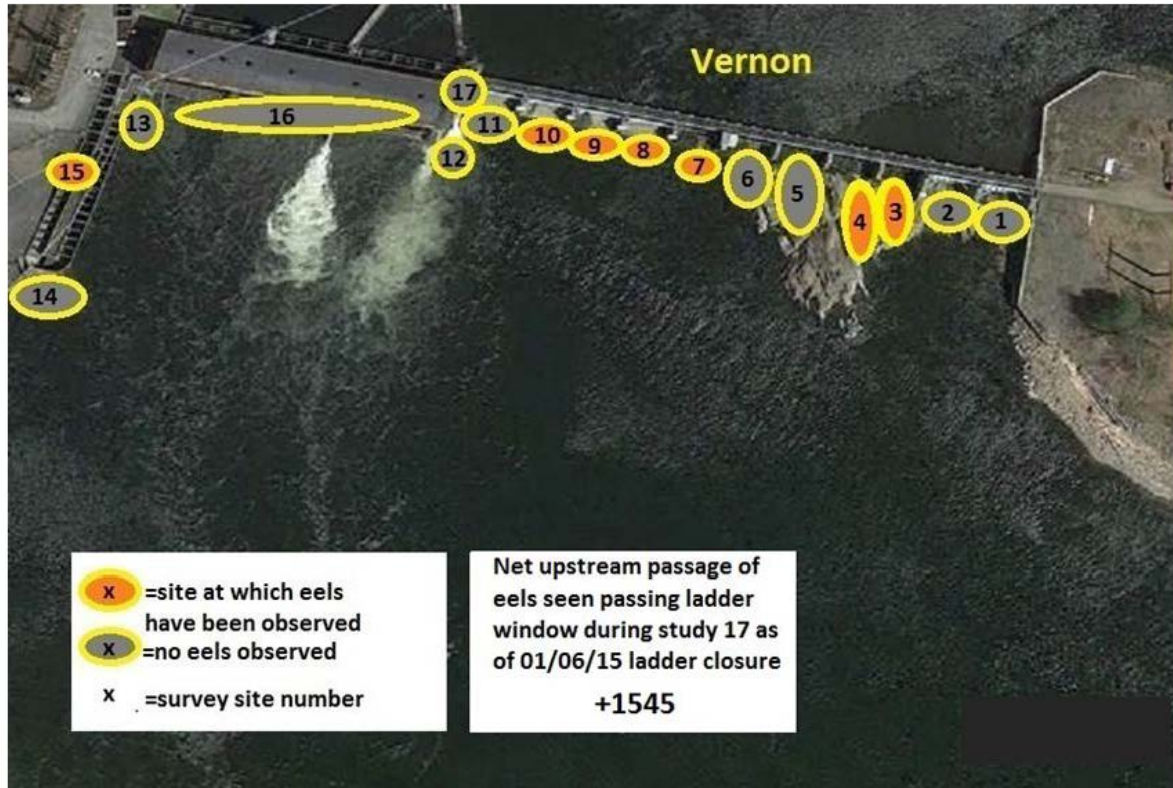 Vernon
17
13
16
11
12
10
9
8
7
15
6
5
4
3
2
1
14
x =site at which eels
have been observed
x =no eels observed
x =survey site number
Net upstream passage of
eels seen passing ladder
window during study 17 as
of 01/06/15 ladder closure
+1545